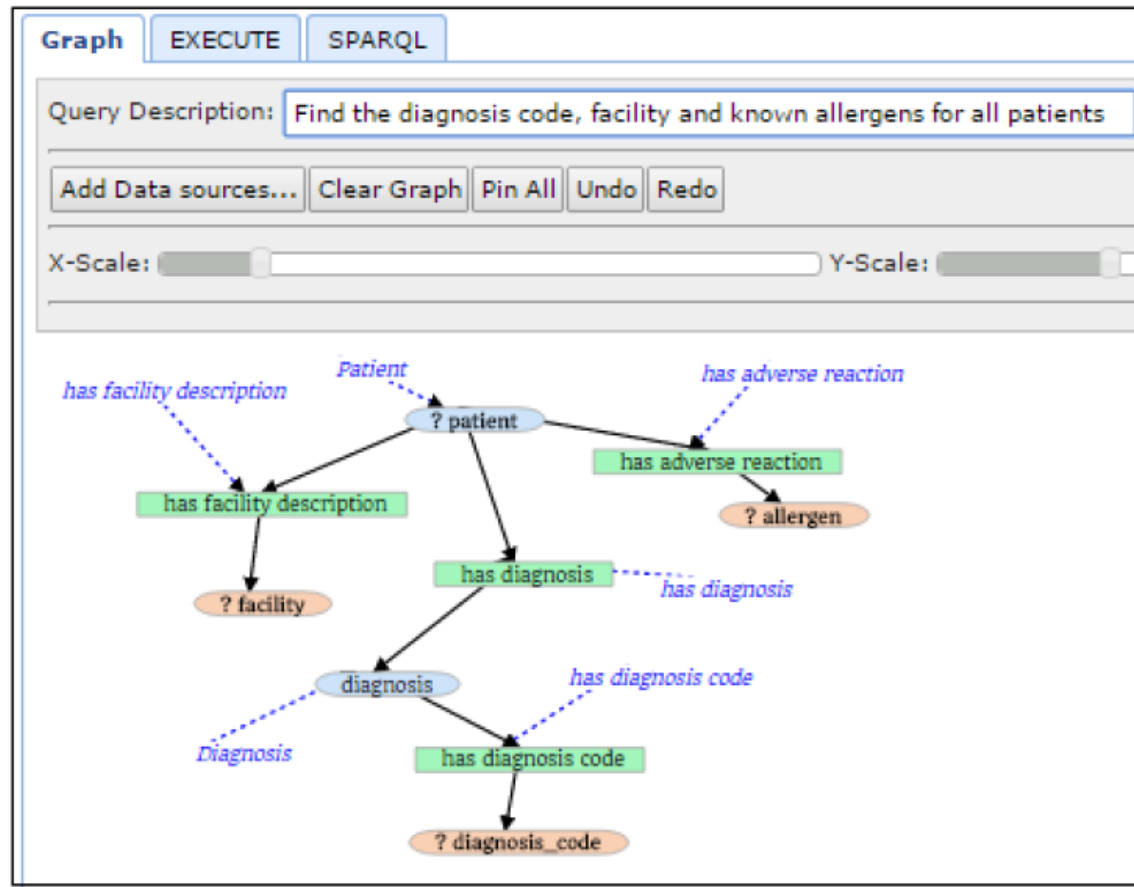 Graph EXECUTE SPARQL
Query Description: Find the diagnosis code, facility and known allergens for all patients
Add Data sources... Clear Graph Pin All Undo Redo
X-Scale: Y-Scale:
Patient
has adverse reaction
has facility description
? patient
has adverse reaction
has facility description
? allergen
has diagnosis
has diagnosis
? facility
has diagnosis code
diagnosis
Diagnosis
has diagnosis code
? diagnosis_code